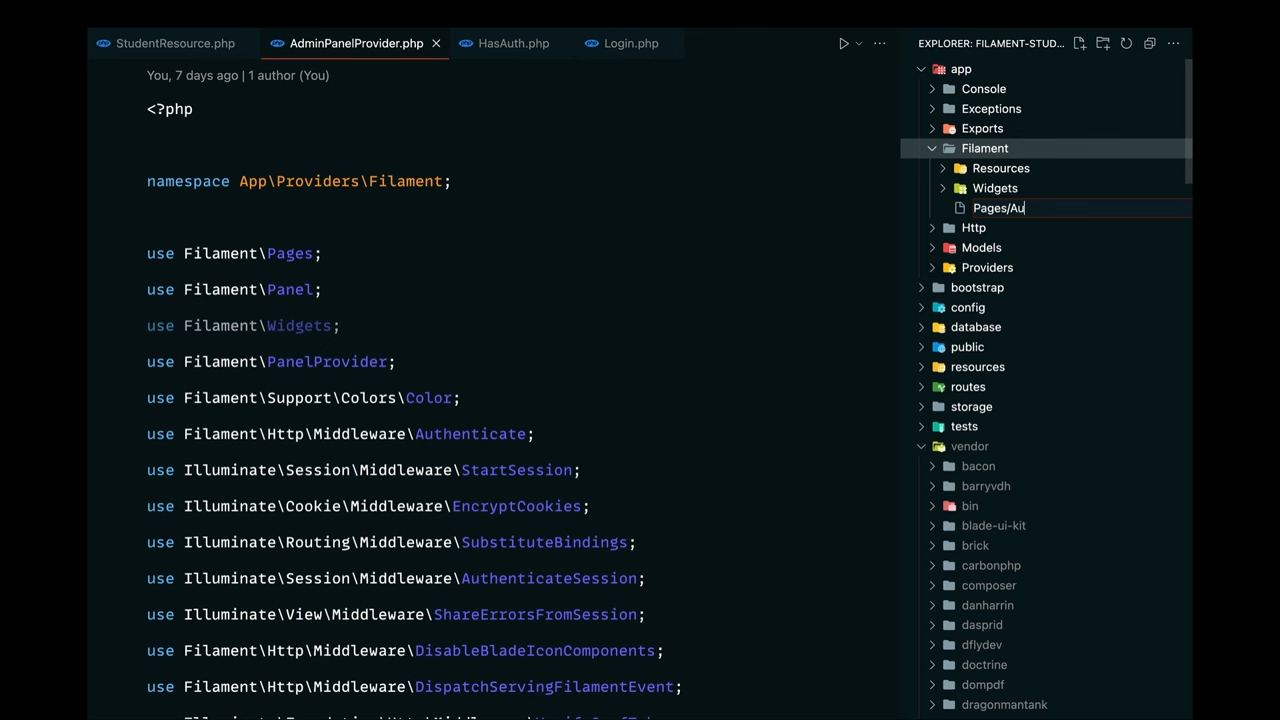 StudentResource.php
AdminPanelProvider.php
HasAuth.php
Login.php
You, 7 days ago | 1 author (You)
<?php
namespace App\Providers\Filament;
use Filament\Pages;
use Filament\Panel;
use Filament\Widgets;
use Filament\PanelProvider;
use Filament\Support\Colors\Color;
use Filament\Http\Middleware\Authenticate;
use Illuminate\Session\Middleware\StartSession;
use Illuminate\Cookie\Middleware\EncryptCookies;
use Illuminate\Routing\Middleware\SubstituteBindings;
use Illuminate\Session\Middleware\AuthenticateSession;
use Illuminate\View\Middleware\ShareErrorsFromSession;
use Filament\Http\Middleware\DisableBladeIconComponents;
use Filament\Http\Middleware\DispatchServingFilamentEvent;
EXPLORER: FILAMENT-STUD...
app
Console
Exceptions
Exports
Filament
Resources
Widgets
Pages/Au
Http
Models
Providers
bootstrap
config
database
public
resources
routes
storage
tests
vendor
bacon
barryvdh
bin
blade-ui-kit
brick
carbonphp
composer
danharrin
dasprid
dflydev
doctrine
dompdf
dragonmantank